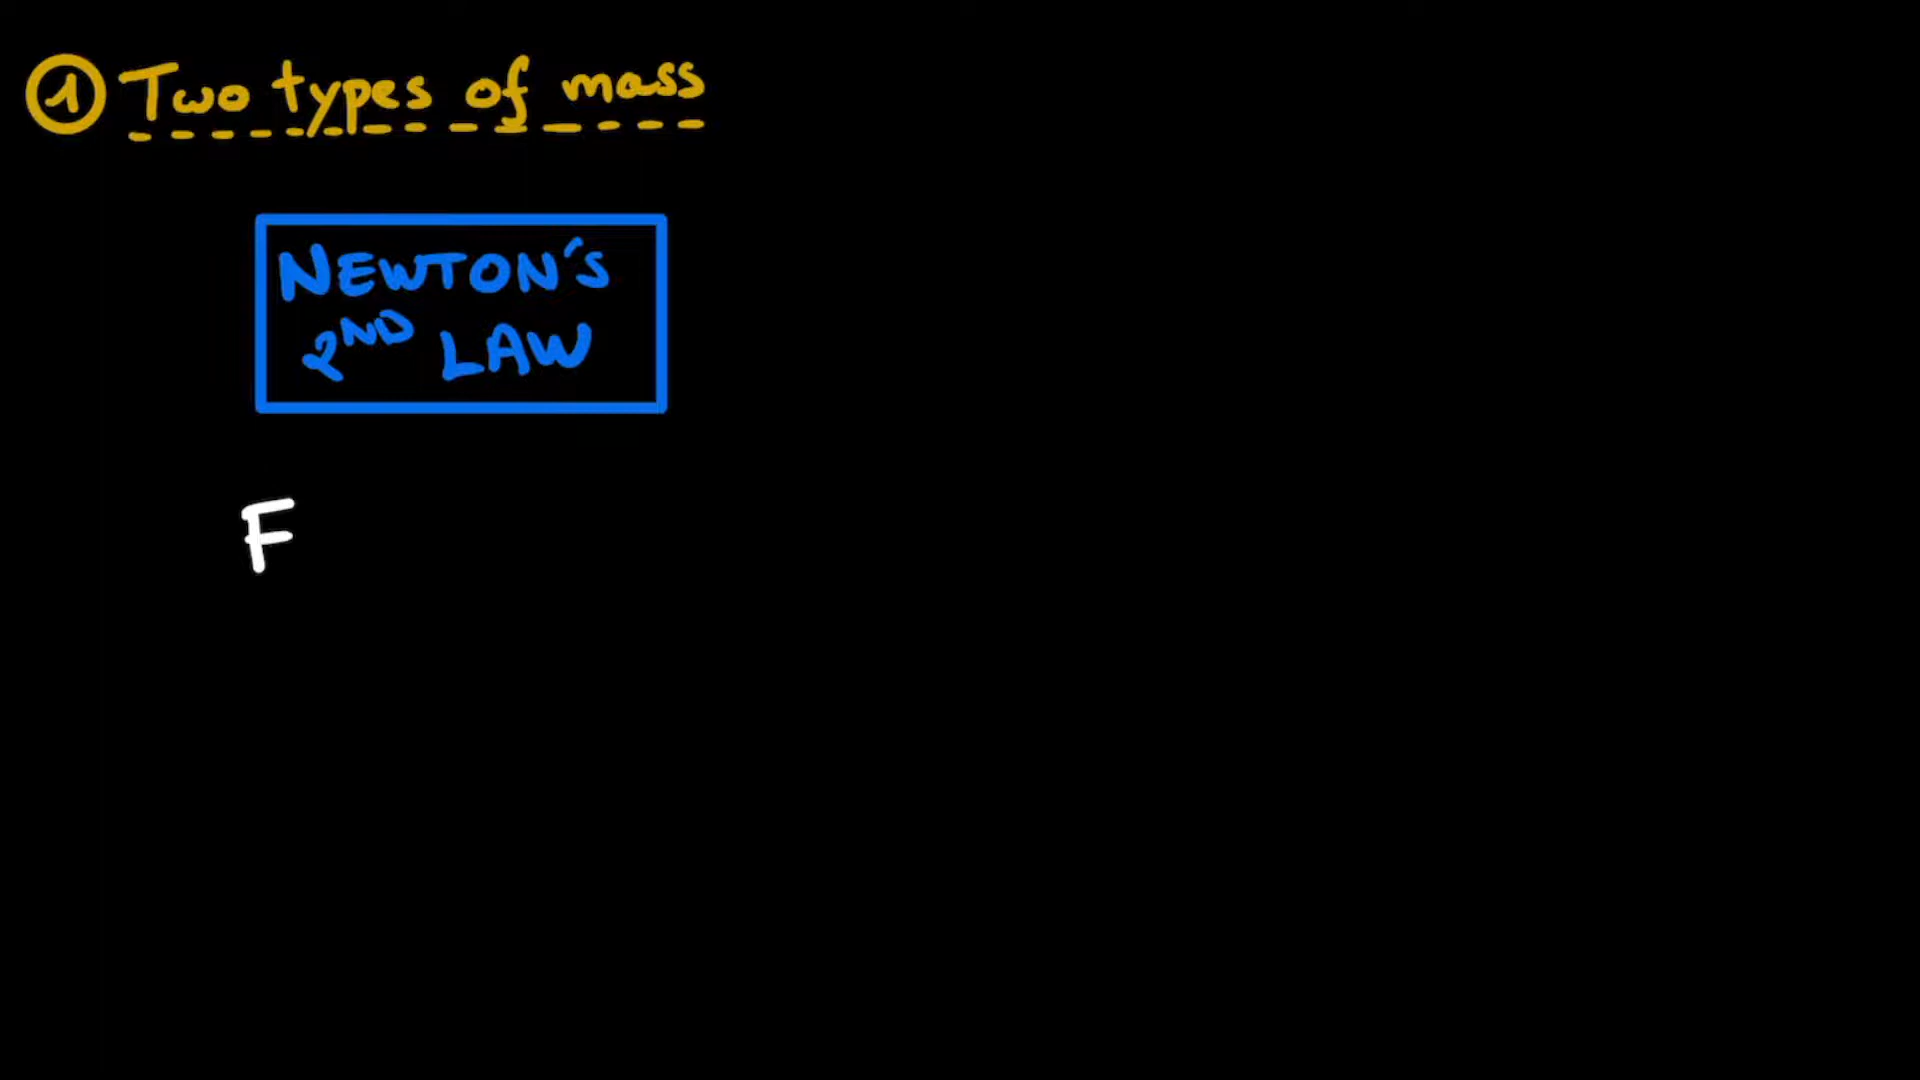 ① Two types of mass
NEWTON'S
2ND LAW
F